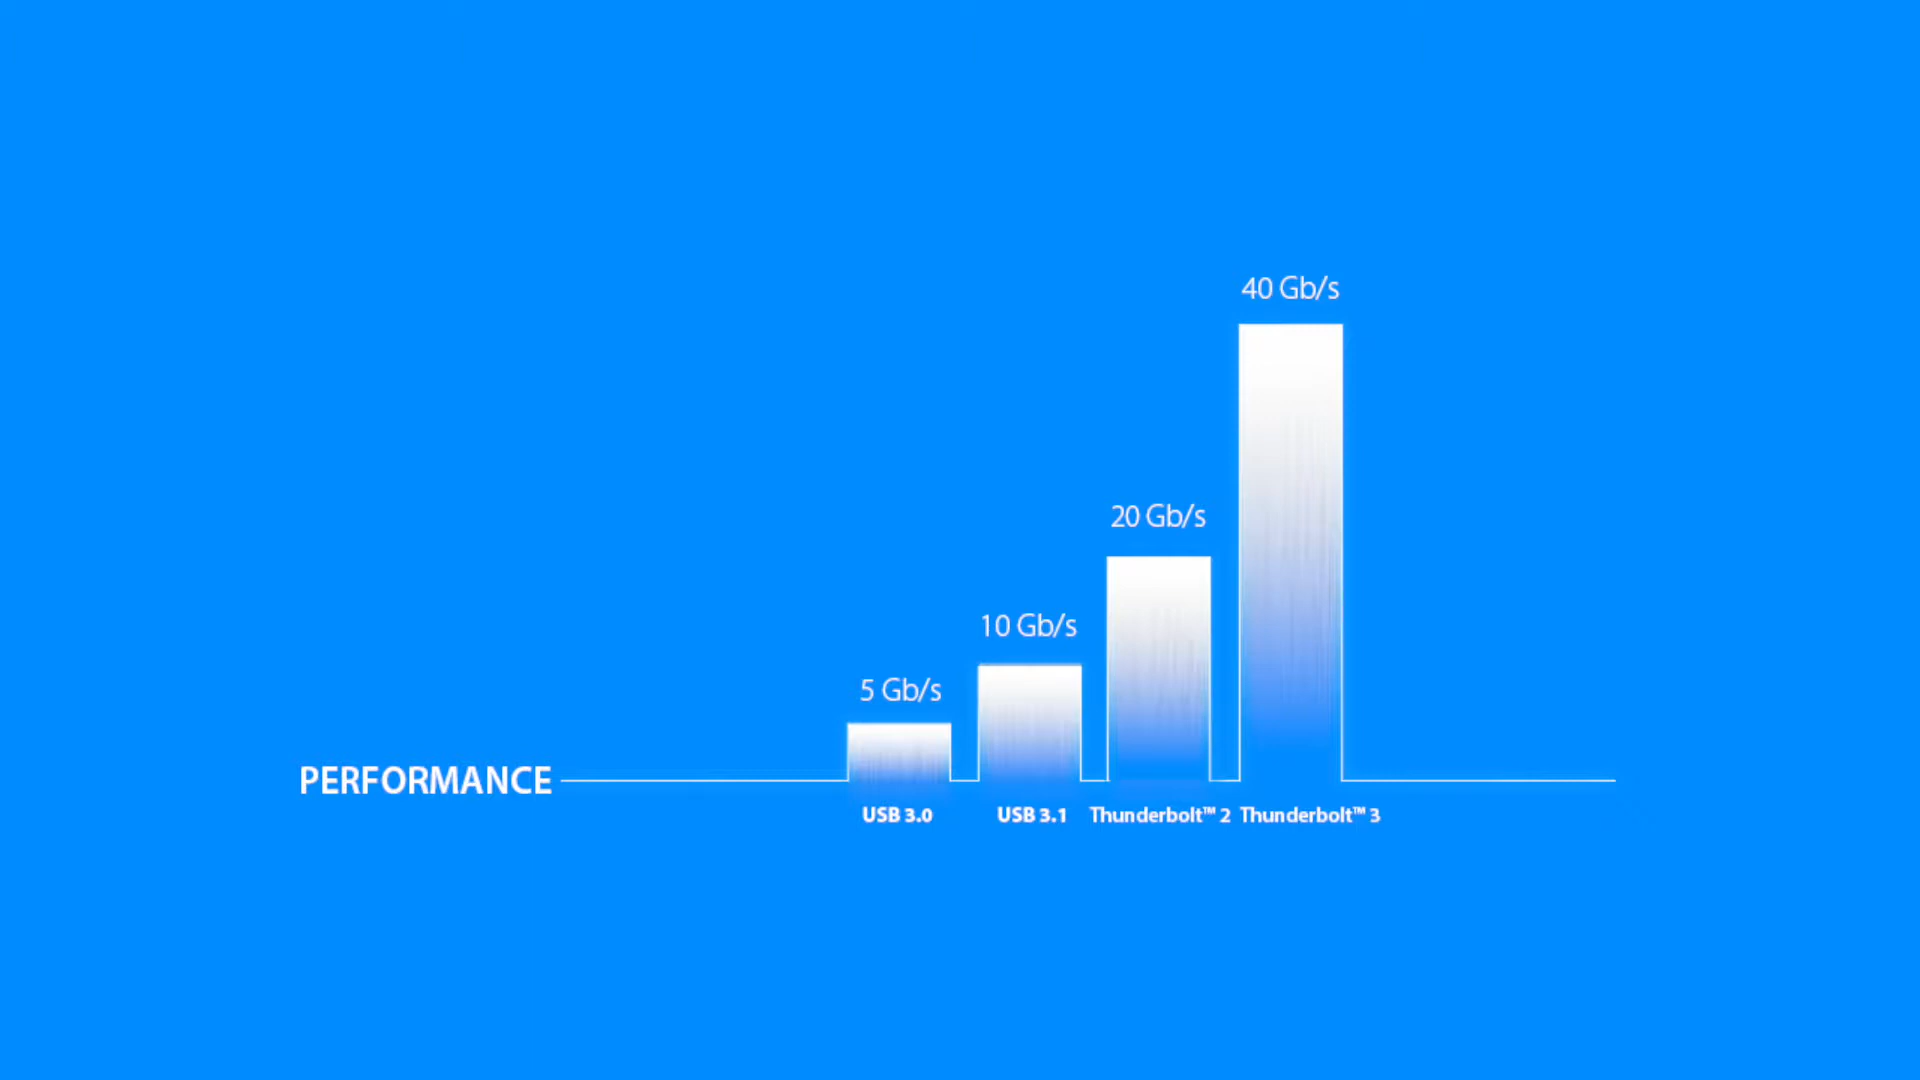 40 Gb/s
20 Gb/s
10 Gb/s
5 Gb/s
PERFORMANCE
USB 3.0 USB 3.1 Thunderbolt™ 2 Thunderbolt™ 3